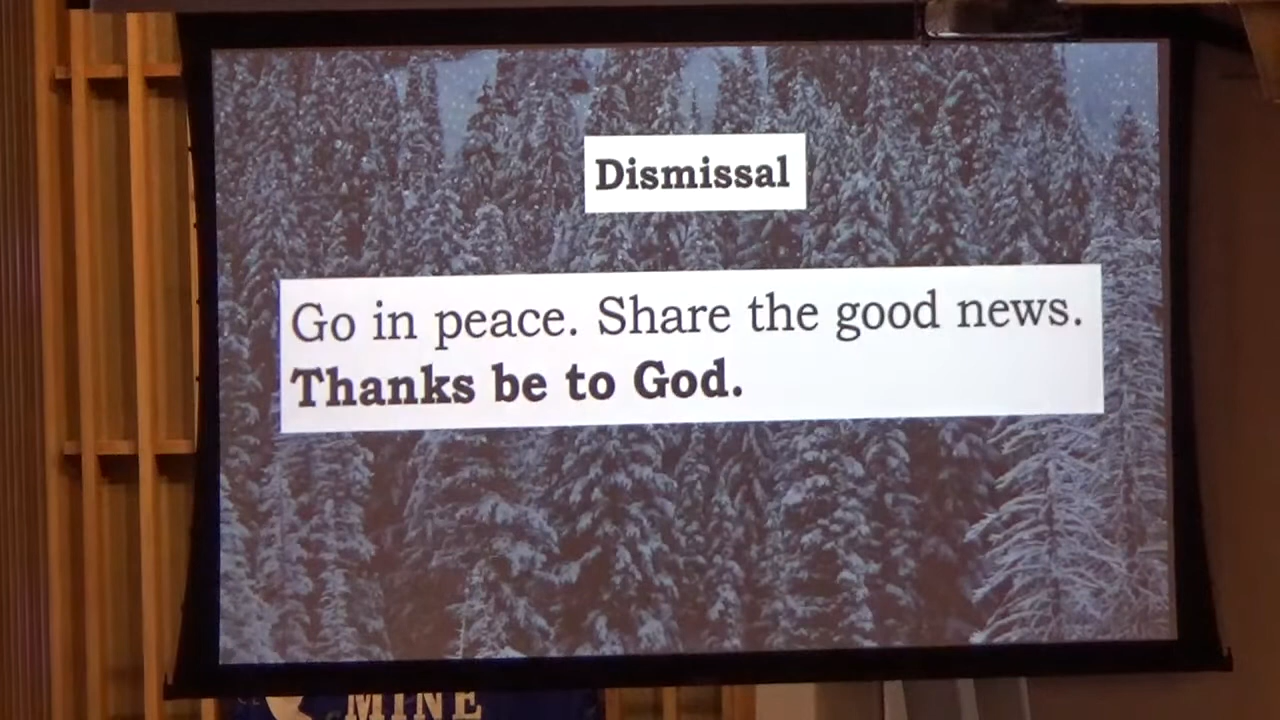 Dismissal
Go in peace. Share the good news.
Thanks be to God.
MINE